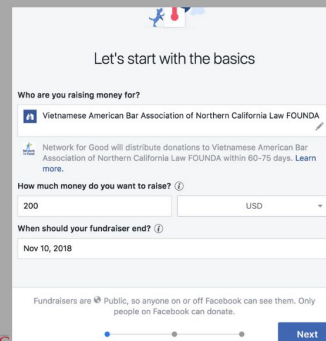 Let's start with the basics
Who are you raising money for?
Vietnamese American Bar Association of Northern California Law FOUNDA
Network for Good will distribute donations to Vietnamese American Bar
Association of Northern California Law FOUNDA within 60-75 days. Learn
more.
How much money do you want to raise?
200 USD
When should your fundraiser end?
Nov 10, 2018
Fundraisers are Public, so anyone on or off Facebook can see them. Only
people on Facebook can donate.
Next